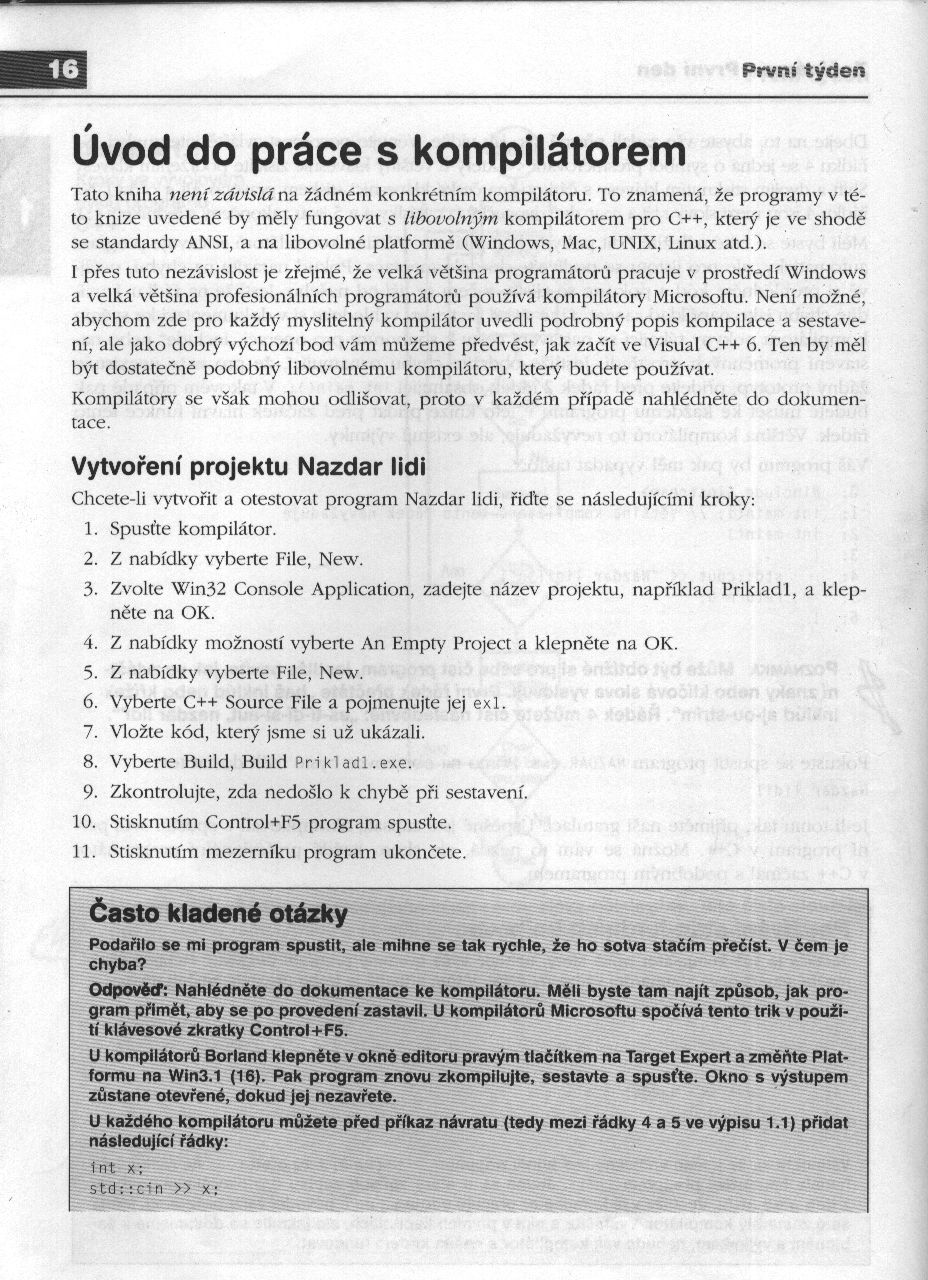 16
První týden
Úvod do práce s kompilátorem
Tato kniha není závislá na žádném konkrétním kompilátoru. To znamená, že programy v té-
to knize uvedené by měly fungovat s libovolným kompilátorem pro C++, který je ve shodě
se standardy ANSI, a na libovolné platformě (Windows, Mac, UNIX, Linux atd.).
I přes tuto nezávislost je zřejmé, že velká většina programátorů pracuje v prostředí Windows
a velká většina profesionálních programátorů používá kompilátory Microsoftu. Není možné,
abychom zde pro každý myslitelný kompilátor uvedli podrobný popis kompilace a sestave-
ní, ale jako dobrý výchozí bod vám můžeme předvést, jak začít ve Visual C++ 6. Ten by měl
být dostatečně podobný libovolnému kompilátoru, který budete používat.
Kompilátory se však mohou odlišovat, proto v každém případě nahlédněte do dokumen-
tace.
Vytvoření projektu Nazdar lidi
Chcete-li vytvořit a otestovat program Nazdar lidi, řiďte se následujícími kroky:
1. Spusťte kompilátor.
2. Z nabídky vyberte File, New.
3. Zvolte Win32 Console Application, zadejte název projektu, například Priklad1, a klep-
něte na OK.
4. Z nabídky možností vyberte An Empty Project a klepněte na OK.
5. Z nabídky vyberte File, New.
6. Vyberte C++ Source File a pojmenujte jej ex1.
7. Vložte kód, který jsme si už ukázali.
8. Vyberte Build, Build Priklad1.exe.
9. Zkontrolujte, zda nedošlo k chybě při sestavení.
10. Stisknutím Control+F5 program spusťte.
11. Stisknutím mezerníku program ukončete.
Často kladené otázky
Podařilo se mi program spustit, ale mihne se tak rychle, že ho sotva stačím přečíst. V čem je
chyba?
Odpověď: Nahlédněte do dokumentace ke kompilátoru. Měli byste tam najít způsob, jak pro-
gram přimět, aby se po provedení zastavil. U kompilátorů Microsoftu spočívá tento trik v použi-
tí klávesové zkratky Control+F5.
U kompilátorů Borland klepněte v okně editoru pravým tlačítkem na Target Expert a změňte Plat-
formu na Win3.1 (16). Pak program znovu zkompilujte, sestavte a spusťte. Okno s výstupem
zůstane otevřené, dokud jej nezavřete.
U každého kompilátoru můžete před příkaz návratu (tedy mezi řádky 4 a 5 ve výpisu 1.1) přidat
následující řádky:
int x;
std::cin >> x;